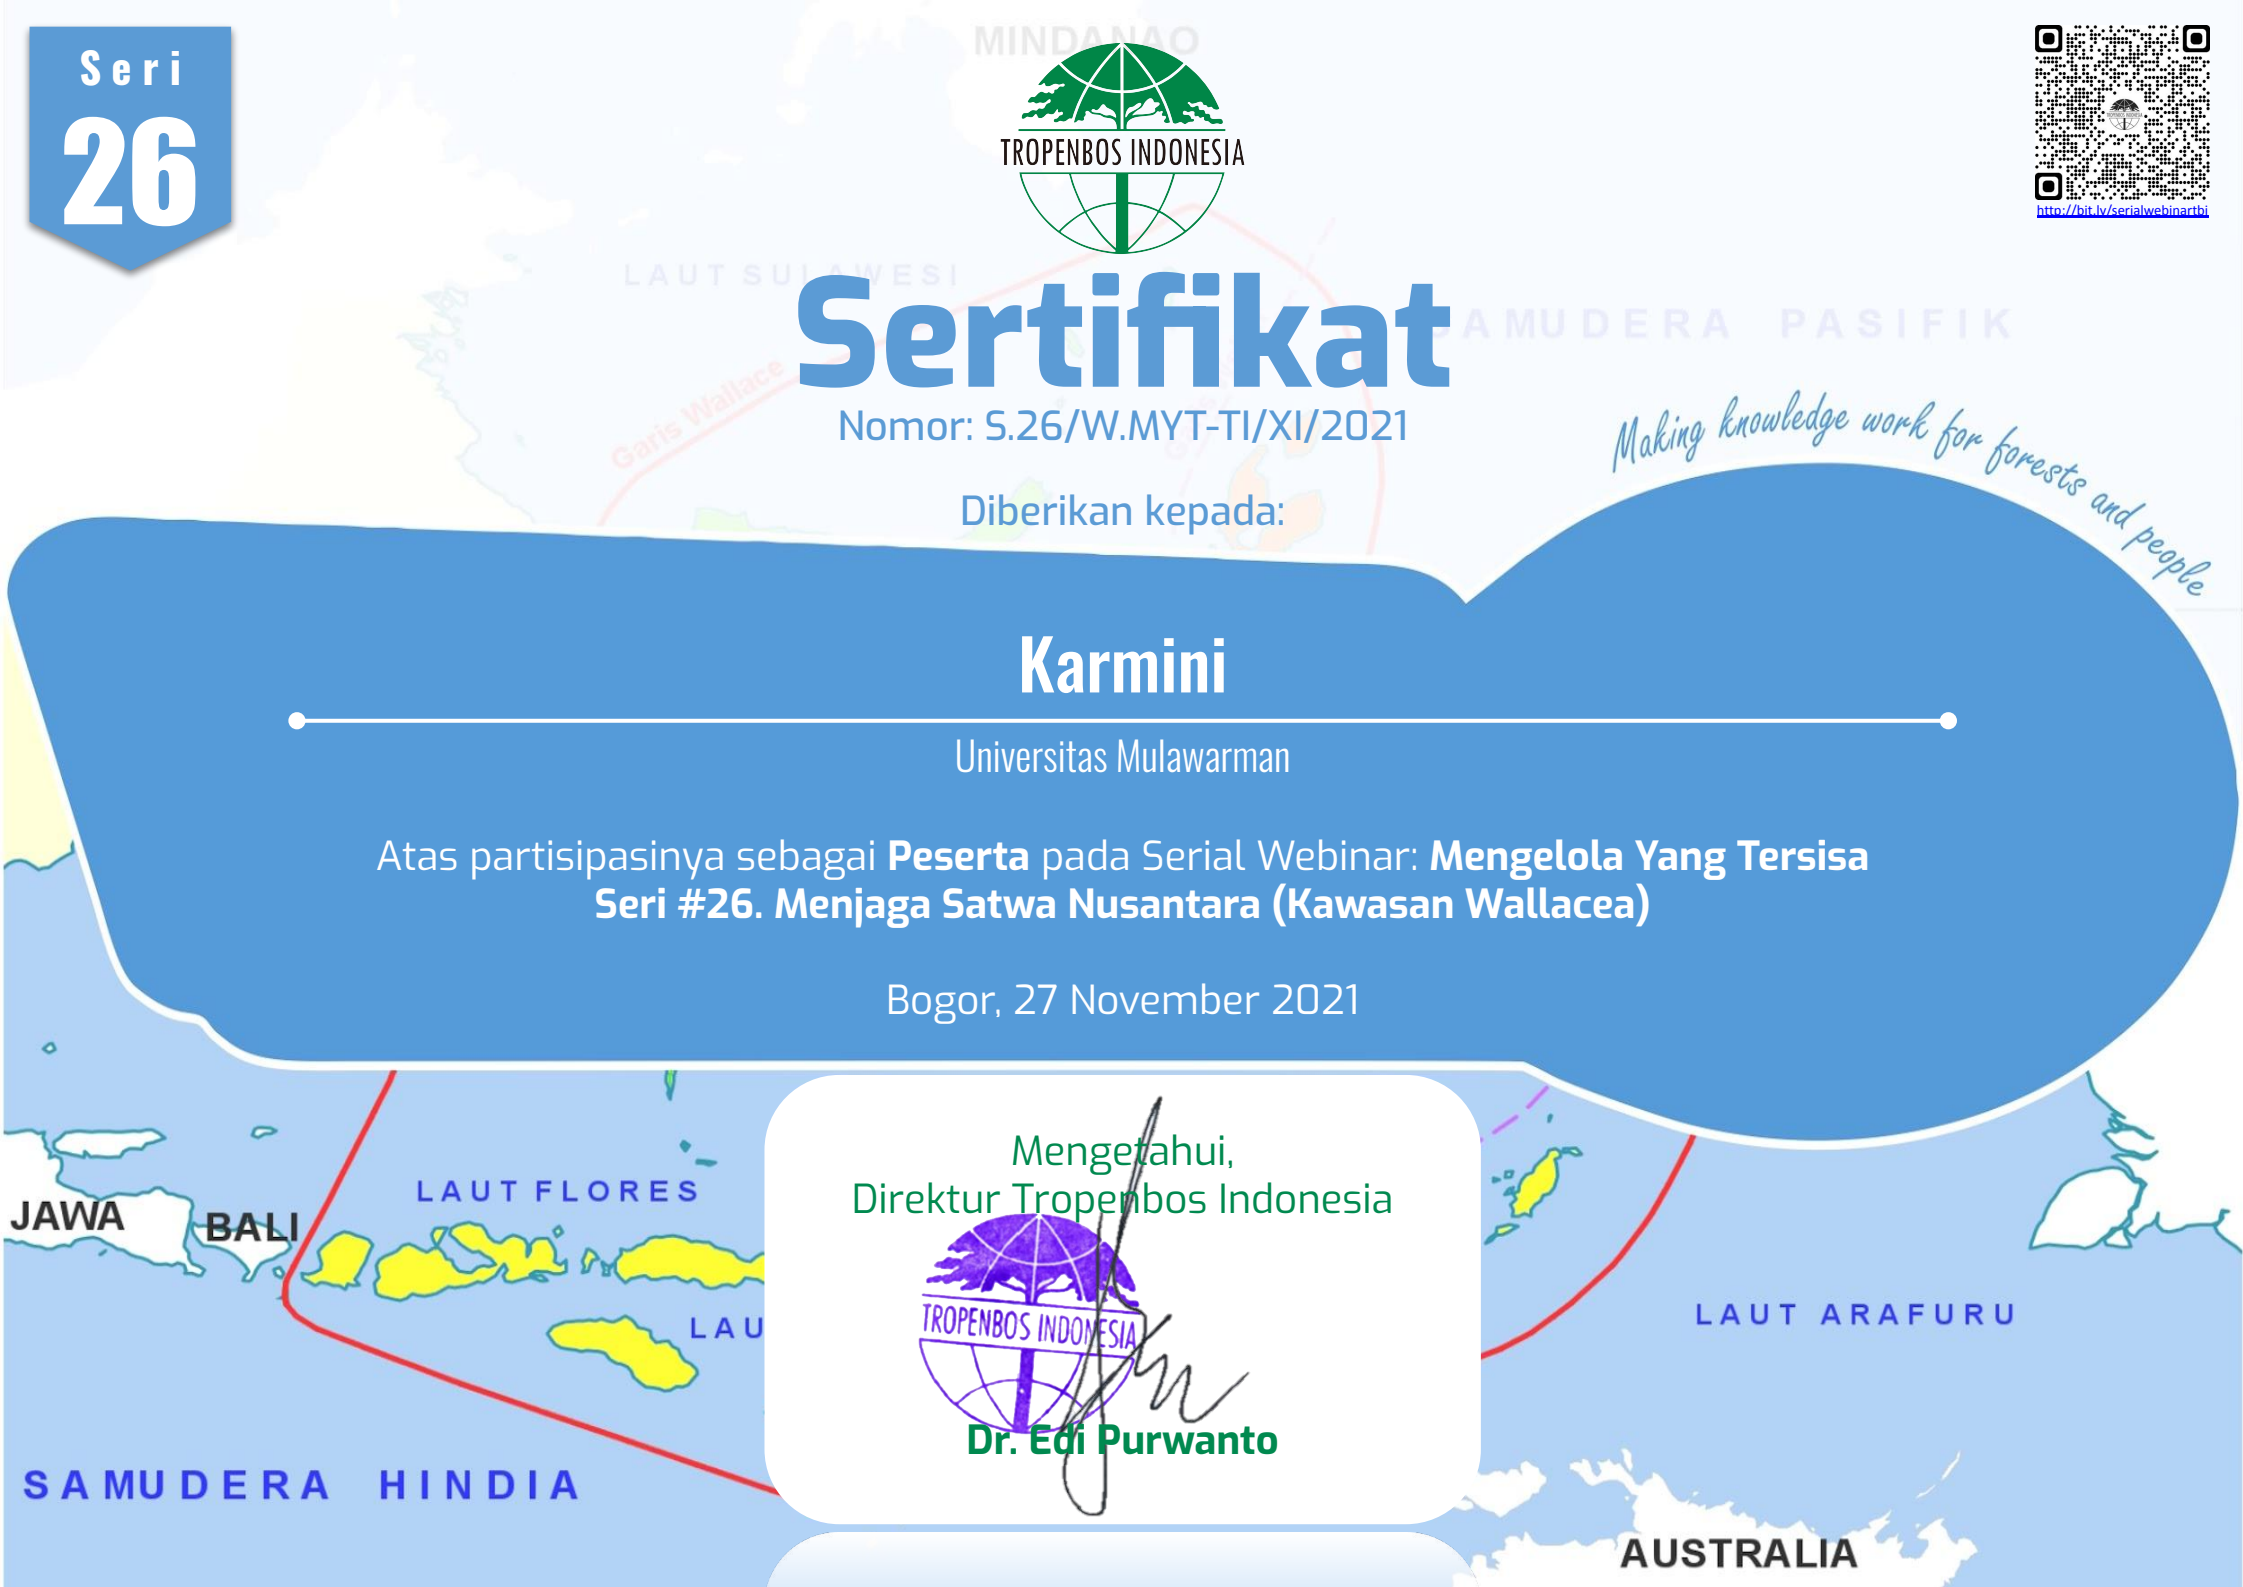 Seri
26
MINDANAO
TROPENBOS INDONESIA
http://bit.ly/serialwebinartbi
LAUT SULAWESI
Sertifikat
SAMUDERA PASIFIK
Garis Wallace
Nomor: S.26/W.MYT-TI/XI/2021
Making knowledge work for forests and people
Diberikan kepada:
Karmini
Universitas Mulawarman
Atas partisipasinya sebagai Peserta pada Serial Webinar: Mengelola Yang Tersisa
Seri #26. Menjaga Satwa Nusantara (Kawasan Wallacea)
Bogor, 27 November 2021
Mengetahui,
Direktur Tropenbos Indonesia
LAUT FLORES
JAWA
BALI
TROPENBOS INDONESIA
LAU
LAUT ARAFURU
Dr. Edi Purwanto
SAMUDERA HINDIA
AUSTRALIA